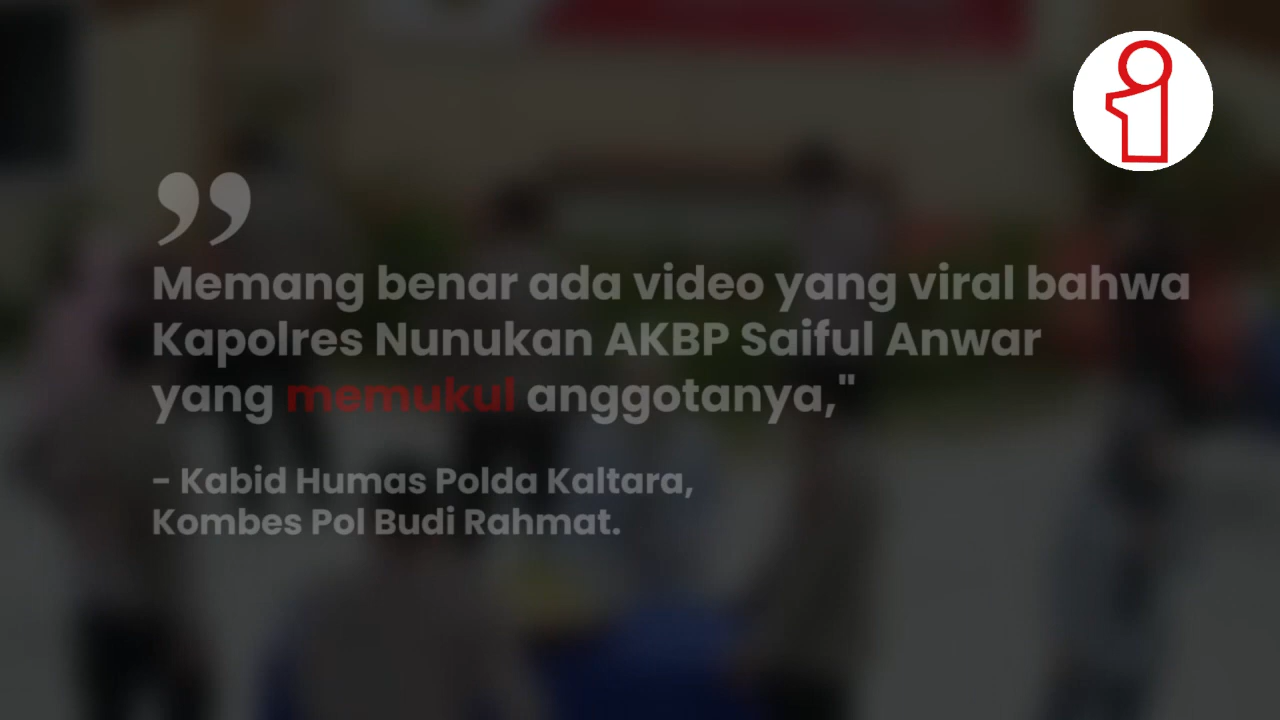 ”
Memang benar ada video yang viral bahwa
Kapolres Nunukan AKBP Saiful Anwar
yang memukul anggotanya,"
- Kabid Humas Polda Kaltara,
Kombes Pol Budi Rahmat.